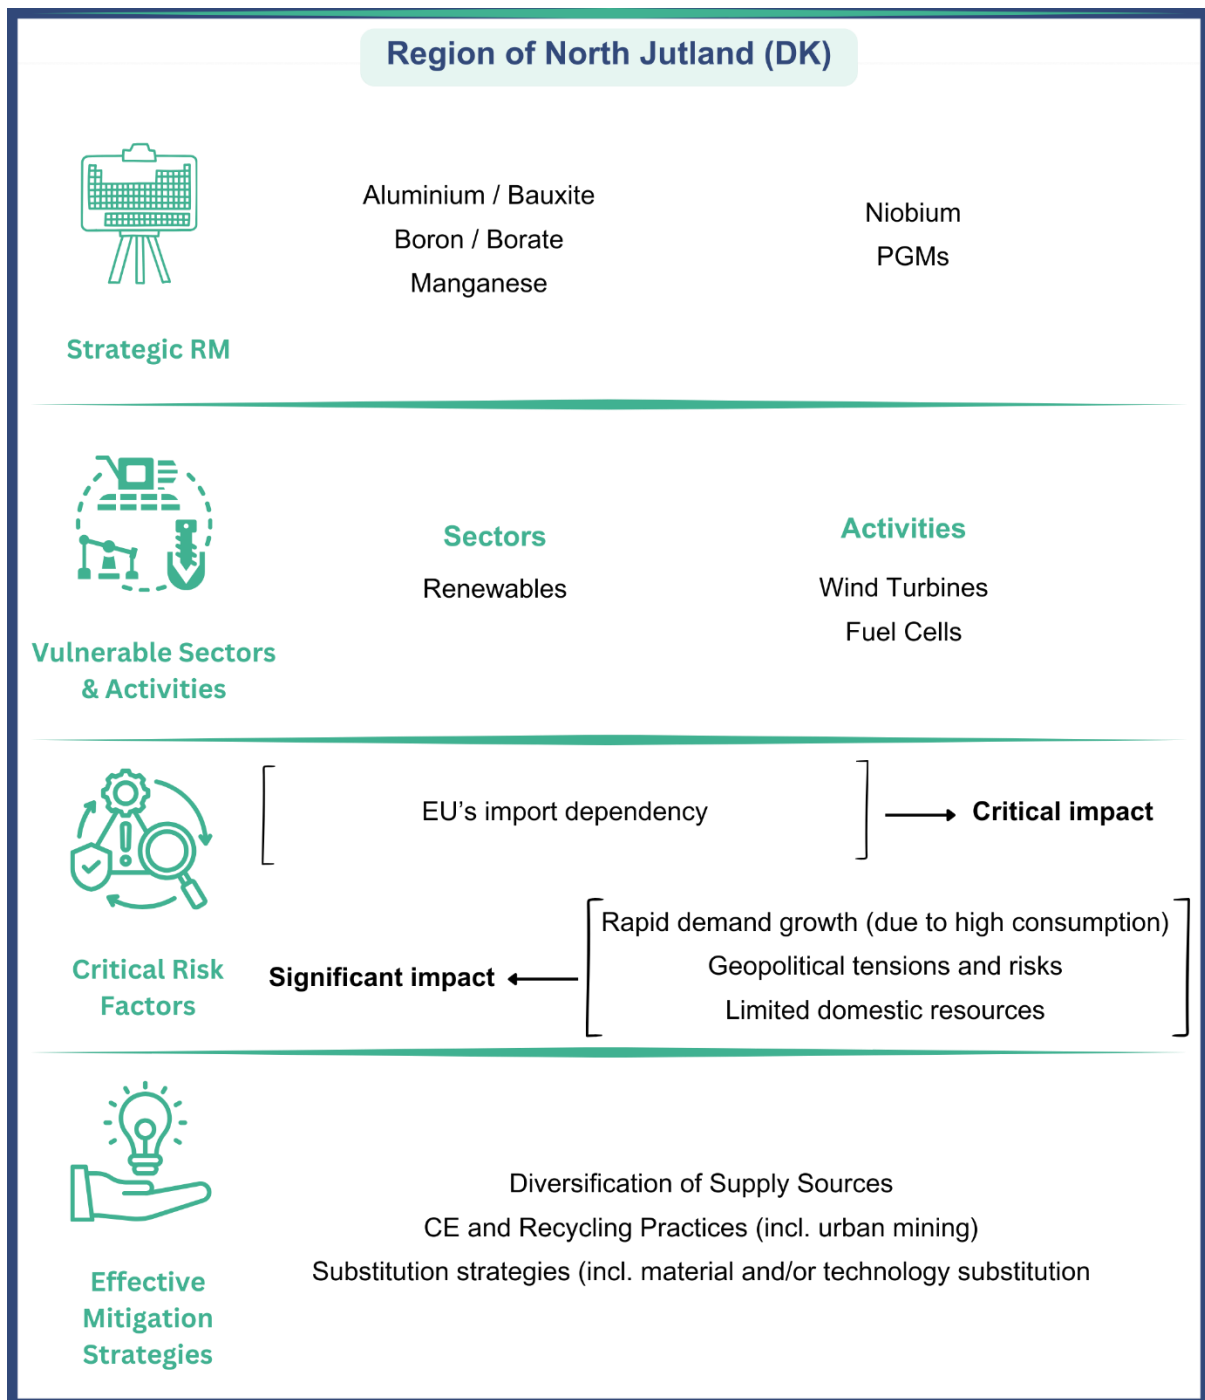 Region of North Jutland (DK)
Aluminium / Bauxite
Boron / Borate
Manganese
Niobium
PGMs
Strategic RM
Sectors
Renewables
Activities
Wind Turbines
Fuel Cells
Vulnerable Sectors
& Activities
EU's import dependency
Critical impact
Rapid demand growth (due to high consumption)
Geopolitical tensions and risks
Limited domestic resources
Significant impact
Critical Risk
Factors
Diversification of Supply Sources
CE and Recycling Practices (incl. urban mining)
Substitution strategies (incl. material and/or technology substitution
Effective
Mitigation
Strategies